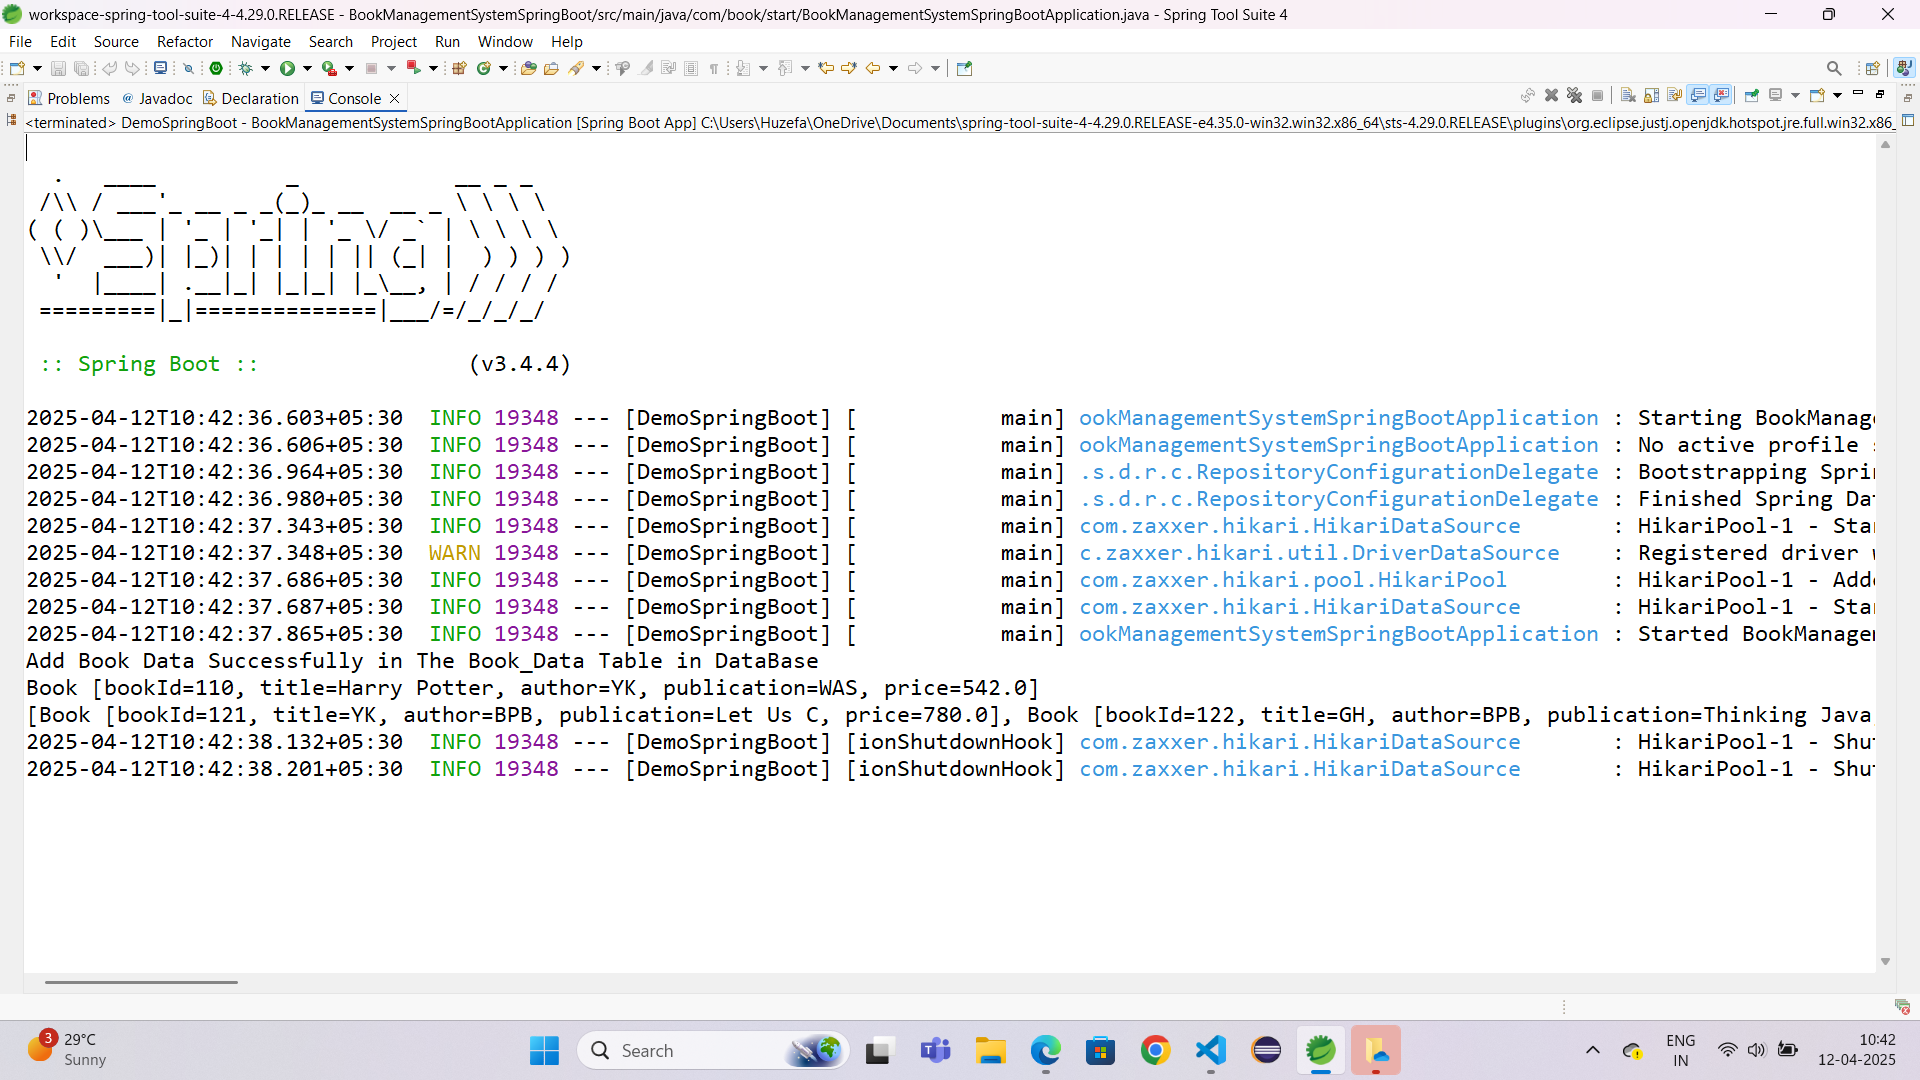 workspace-spring-tool-suite-4-4.29.0.RELEASE - BookManagementSystemSpringBoot/src/main/java/com/book/start/BookManagementSystemSpringBootApplication.java - Spring Tool Suite 4
File Edit Source Refactor Navigate Search Project Run Window Help
Problems @ Javadoc Declaration Console
<terminated> DemoSpringBoot - BookManagementSystemSpringBootApplication [Spring Boot App] C:\Users\Huzefa\OneDrive\Documents\spring-tool-suite-4-4.29.0.RELEASE-e4.35.0-win32.win32.x86_64\sts-4.29.0.RELEASE\plugins\org.eclipse.justj.openjdk.hotspot.jre.full.win32.x86_
  .   ____          _            __ _ _
 /\\ / ___'_ __ _ _(_)_ __  __ _ \ \ \ \
( ( )\___ | '_ | '_| | '_ \/ _` | \ \ \ \
 \\/  ___)| |_)| | | | | || (_| |  ) ) ) )
  '  |____| .__|_| |_|_| |_\__, | / / / /
 =========|_|==============|___/=/_/_/_/
:: Spring Boot :: (v3.4.4)
2025-04-12T10:42:36.603+05:30 INFO 19348 --- [DemoSpringBoot] [ main] ookManagementSystemSpringBootApplication : Starting BookManage
2025-04-12T10:42:36.606+05:30 INFO 19348 --- [DemoSpringBoot] [ main] ookManagementSystemSpringBootApplication : No active profile
2025-04-12T10:42:36.964+05:30 INFO 19348 --- [DemoSpringBoot] [ main] .s.d.r.c.RepositoryConfigurationDelegate : Bootstrapping Sprin
2025-04-12T10:42:36.980+05:30 INFO 19348 --- [DemoSpringBoot] [ main] .s.d.r.c.RepositoryConfigurationDelegate : Finished Spring Dat
2025-04-12T10:42:37.343+05:30 INFO 19348 --- [DemoSpringBoot] [ main] com.zaxxer.hikari.HikariDataSource : HikariPool-1 - Star
2025-04-12T10:42:37.348+05:30 WARN 19348 --- [DemoSpringBoot] [ main] c.zaxxer.hikari.util.DriverDataSource : Registered driver w
2025-04-12T10:42:37.686+05:30 INFO 19348 --- [DemoSpringBoot] [ main] com.zaxxer.hikari.pool.HikariPool : HikariPool-1 - Adde
2025-04-12T10:42:37.687+05:30 INFO 19348 --- [DemoSpringBoot] [ main] com.zaxxer.hikari.HikariDataSource : HikariPool-1 - Star
2025-04-12T10:42:37.865+05:30 INFO 19348 --- [DemoSpringBoot] [ main] ookManagementSystemSpringBootApplication : Started BookManagem
Add Book Data Successfully in The Book_Data Table in DataBase
Book [bookId=110, title=Harry Potter, author=YK, publication=WAS, price=542.0]
[Book [bookId=121, title=YK, author=BPB, publication=Let Us C, price=780.0], Book [bookId=122, title=GH, author=BPB, publication=Thinking Java
2025-04-12T10:42:38.132+05:30 INFO 19348 --- [DemoSpringBoot] [ionShutdownHook] com.zaxxer.hikari.HikariDataSource : HikariPool-1 - Shut
2025-04-12T10:42:38.201+05:30 INFO 19348 --- [DemoSpringBoot] [ionShutdownHook] com.zaxxer.hikari.HikariDataSource : HikariPool-1 - Shut
3
29°C
Sunny
Search
ENG
IN
10:42
12-04-2025